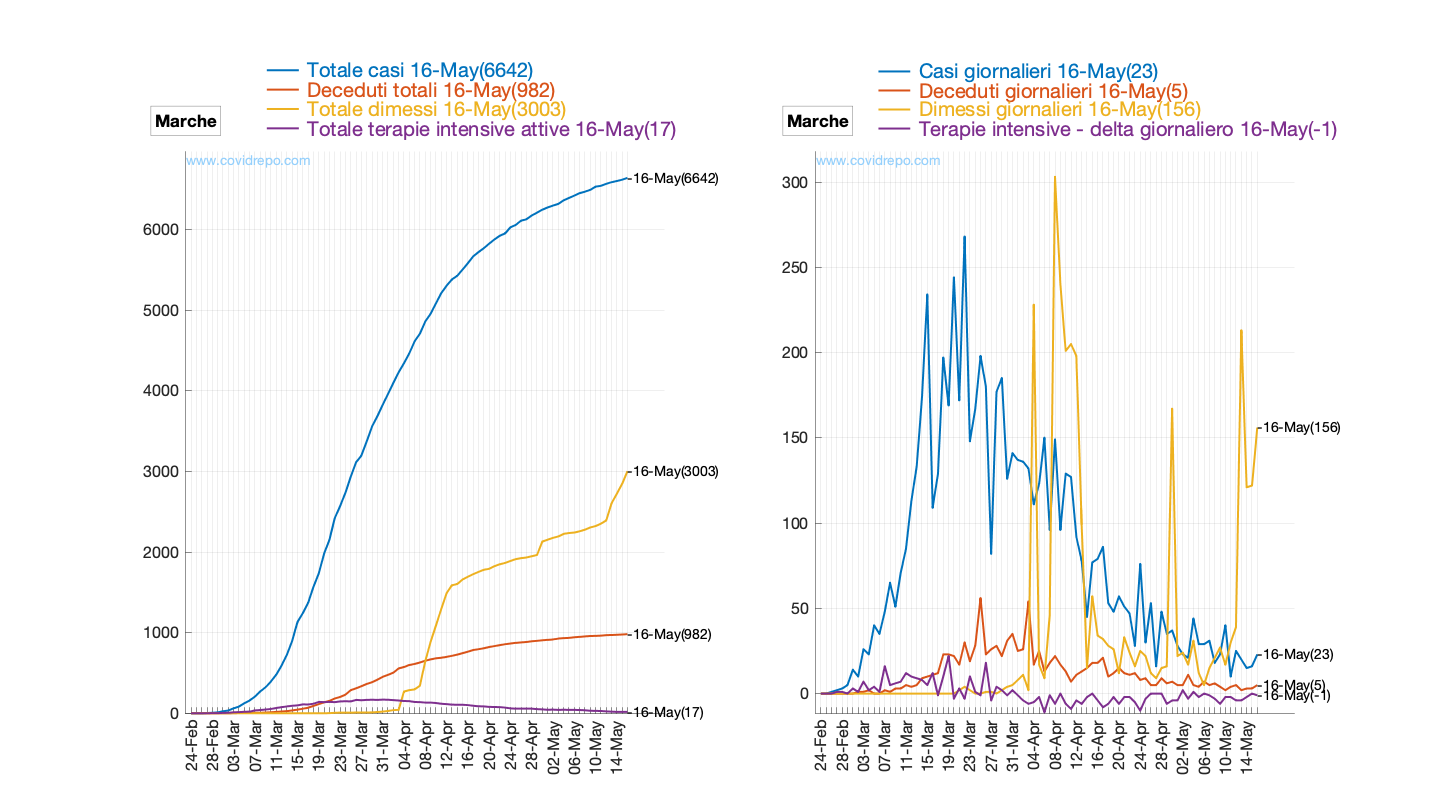 Totale casi 16-May(6642)
Deceduti totali 16-May(982)
Totale dimessi 16-May(3003)
Totale terapie intensive attive 16-May(17)
Marche
www.covidrepo.com
16-May(6642)
16-May(3003)
16-May(982)
16-May(17)
6000
5000
4000
3000
2000
1000
0
24-Feb
28-Feb
03-Mar
07-Mar
11-Mar
15-Mar
19-Mar
23-Mar
27-Mar
31-Mar
04-Apr
08-Apr
12-Apr
16-Apr
20-Apr
24-Apr
28-Apr
02-May
06-May
10-May
14-May
Casi giornalieri 16-May(23)
Deceduti giornalieri 16-May(5)
Dimessi giornalieri 16-May(156)
Terapie intensive - delta giornaliero 16-May(-1)
Marche
www.covidrepo.com
16-May(156)
16-May(23)
16-May(5)
16-May(-1)
300
250
200
150
100
50
0
24-Feb
28-Feb
03-Mar
07-Mar
11-Mar
15-Mar
19-Mar
23-Mar
27-Mar
31-Mar
04-Apr
08-Apr
12-Apr
16-Apr
20-Apr
24-Apr
28-Apr
02-May
06-May
10-May
14-May